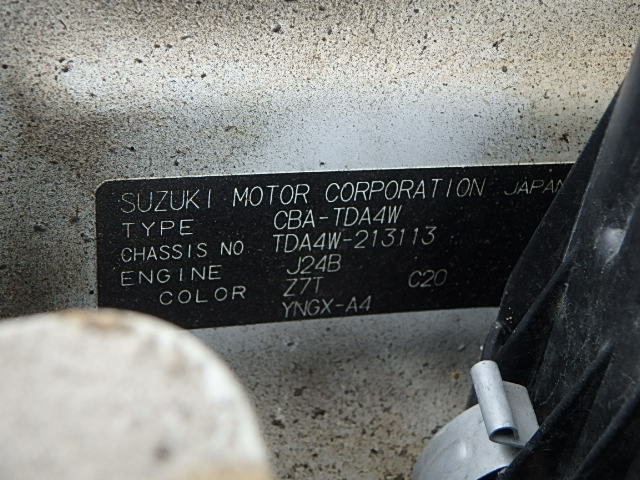 SUZUKI MOTOR CORPORATION JAPAN
TYPE CBA-TDA4W
CHASSIS NO TDA4W-213113
ENGINE J24B
COLOR Z7T C20
YNGX-A4